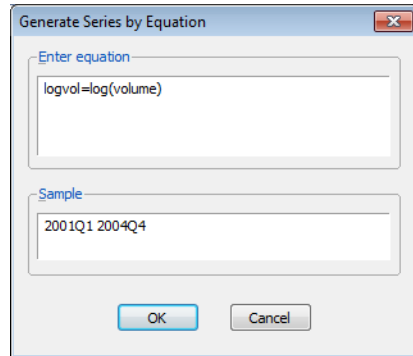 Generate Series by Equation
Enter equation
logvol=log(volume)
Sample
2001Q1 2004Q4
OK
Cancel